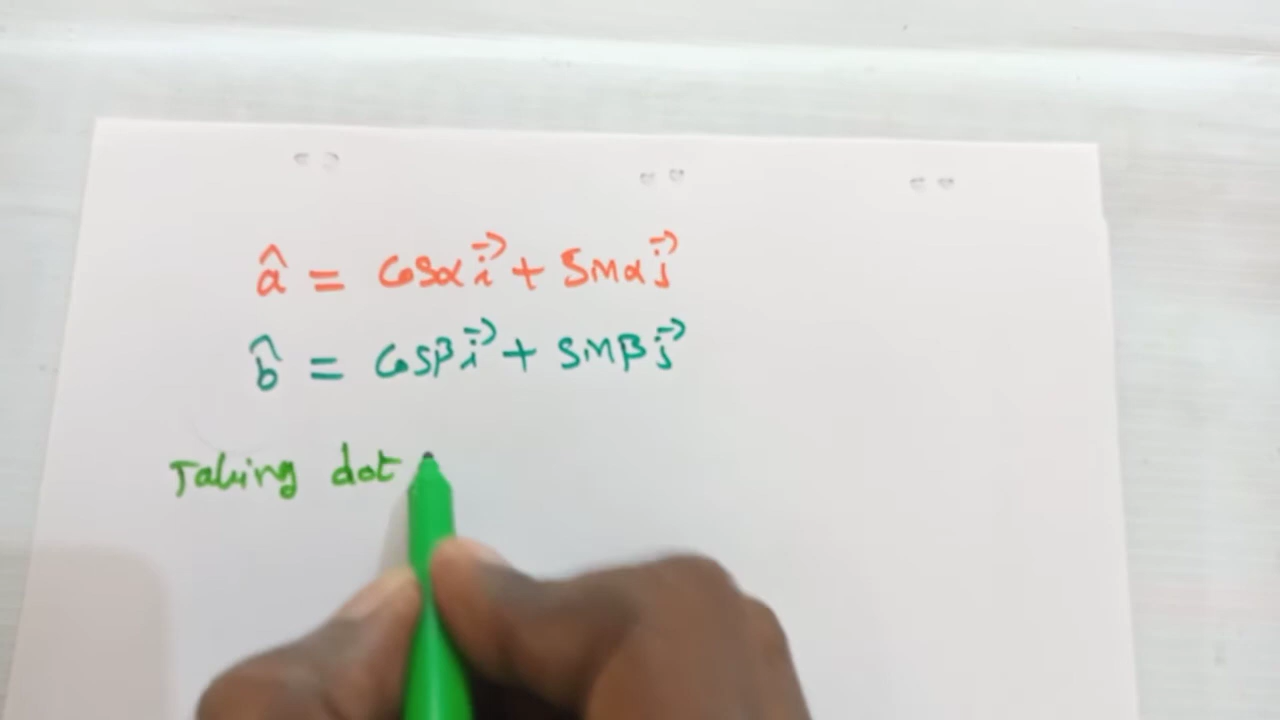 â = cosα i⃗ + sinα j⃗
b̂ = cosβ i⃗ + sinβ j⃗
Taking dot